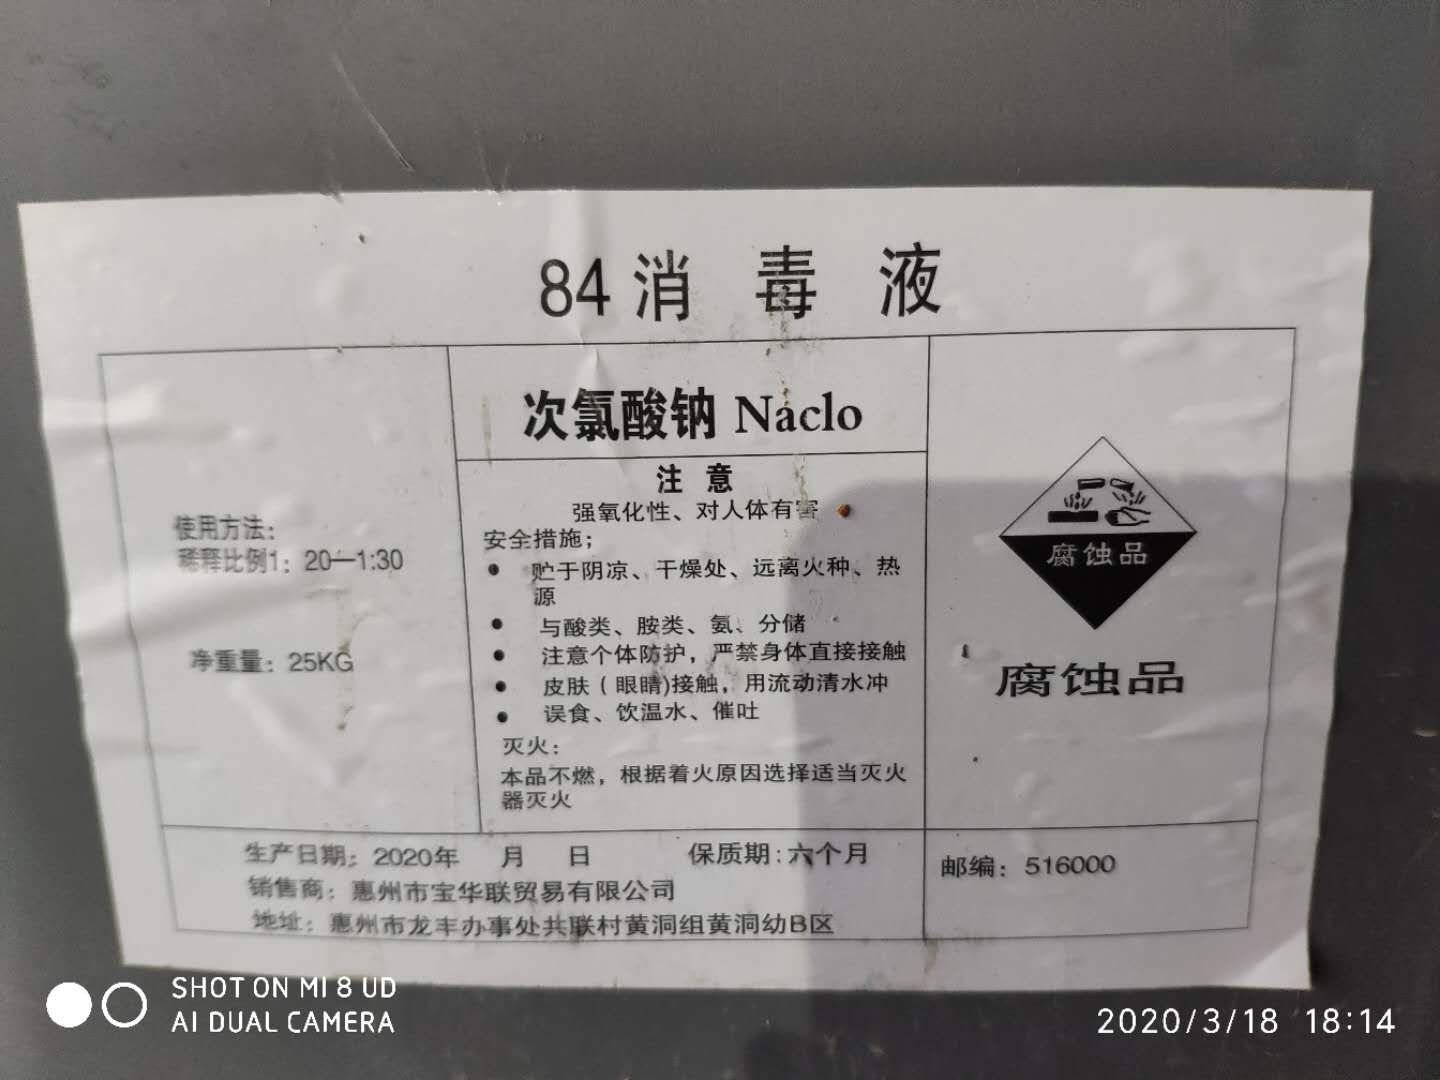 84消 毒 液
次氯酸钠 Naclo
使用方法：
稀释比例1：20—1:30
净重量：25KG
注 意
强氧化性、对人体有害
安全措施；
• 贮于阴凉、干燥处、远离火种、热
源
• 与酸类、胺类、氨、分储
• 注意个体防护，严禁身体直接接触
• 皮肤（眼睛)接触，用流动清水冲
• 误食、饮温水、催吐
灭火：
本品不燃，根据着火原因选择适当灭火
器灭火
腐蚀品
腐蚀品
生产日期：2020年 月 日 保质期：六个月
销售商：惠州市宝华联贸易有限公司
地址：惠州市龙丰办事处共联村黄洞组黄洞幼B区
邮编：516000
SHOT ON MI 8 UD
AI DUAL CAMERA
2020/3/18 18:14